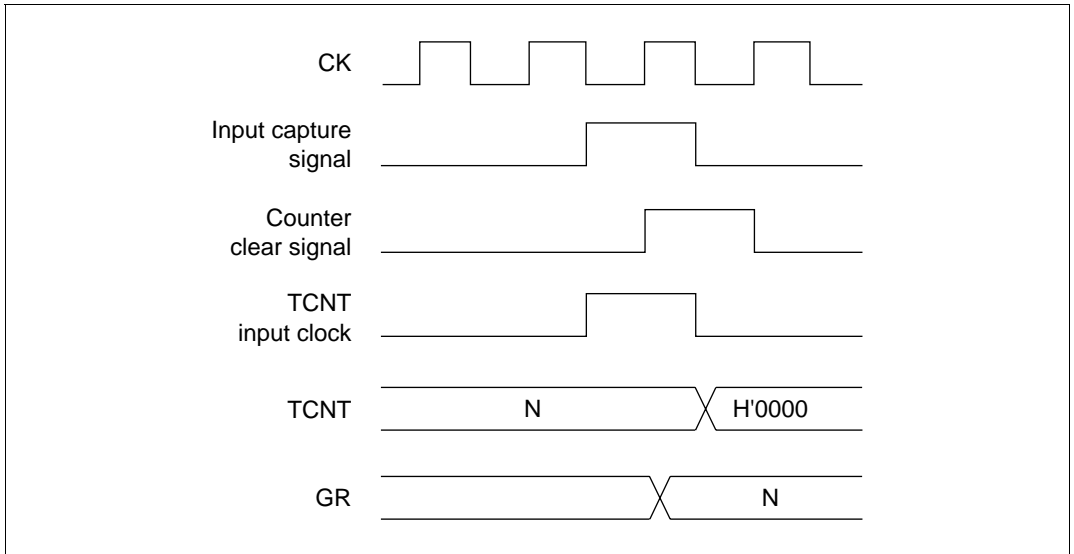 CK
Input capture
signal
Counter
clear signal
TCNT
input clock
TCNT
N
H'0000
GR
N